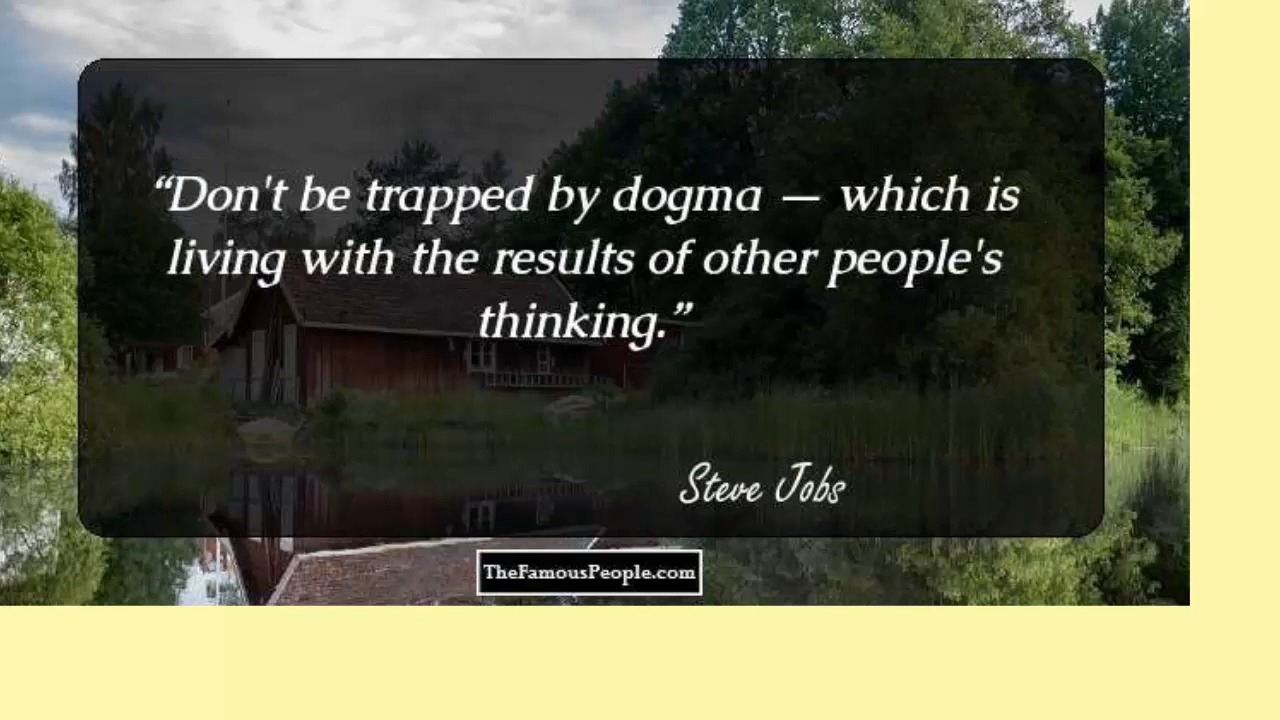 “Don't be trapped by dogma — which is
living with the results of other people's
thinking.”
Steve Jobs
TheFamousPeople.com